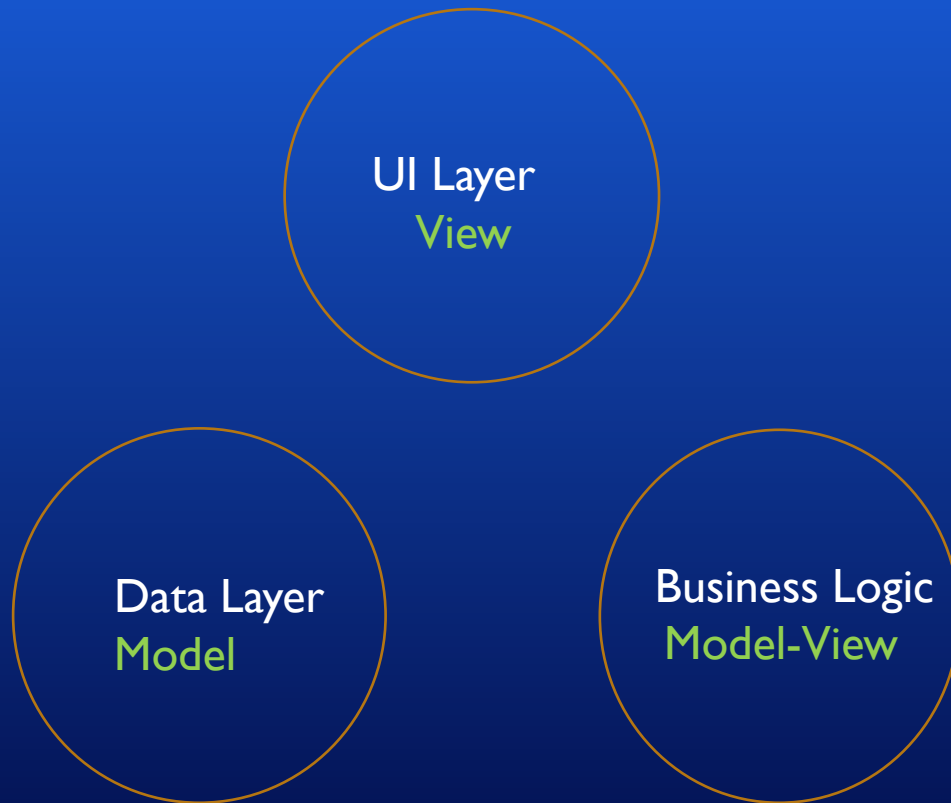 UI Layer
View
Data Layer
Model
Business Logic
Model-View